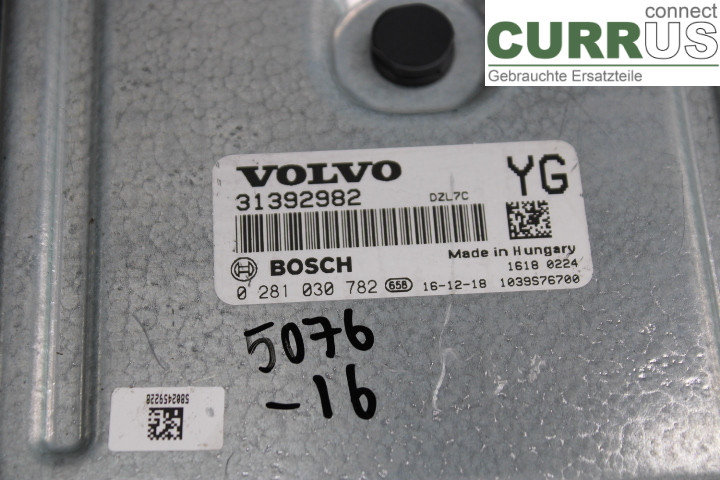 connect
CURRUS
Gebrauchte Ersatzteile
VOLVO
YG
31392982
DZL7C
Made in Hungary
BOSCH
1618 0224
0 281 030 782 658 16-12-18 1039S76700
5076
-16
5802459220